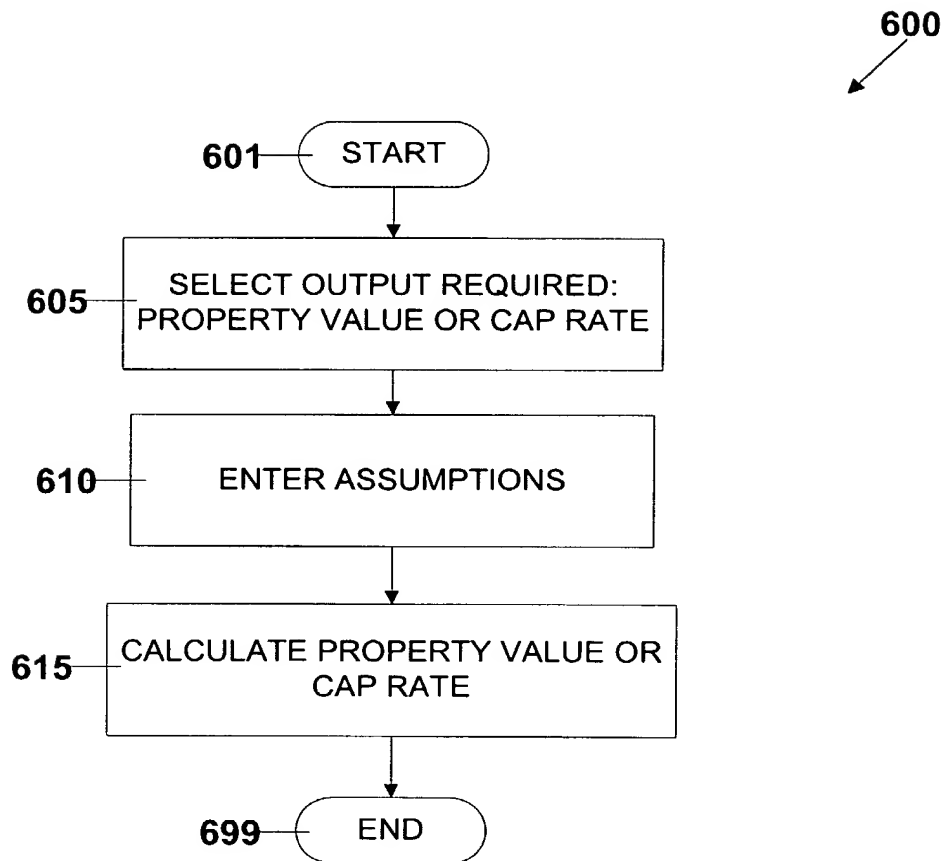 600
601
START
605
SELECT OUTPUT REQUIRED:
PROPERTY VALUE OR CAP RATE
610
ENTER ASSUMPTIONS
615
CALCULATE PROPERTY VALUE OR
CAP RATE
699
END